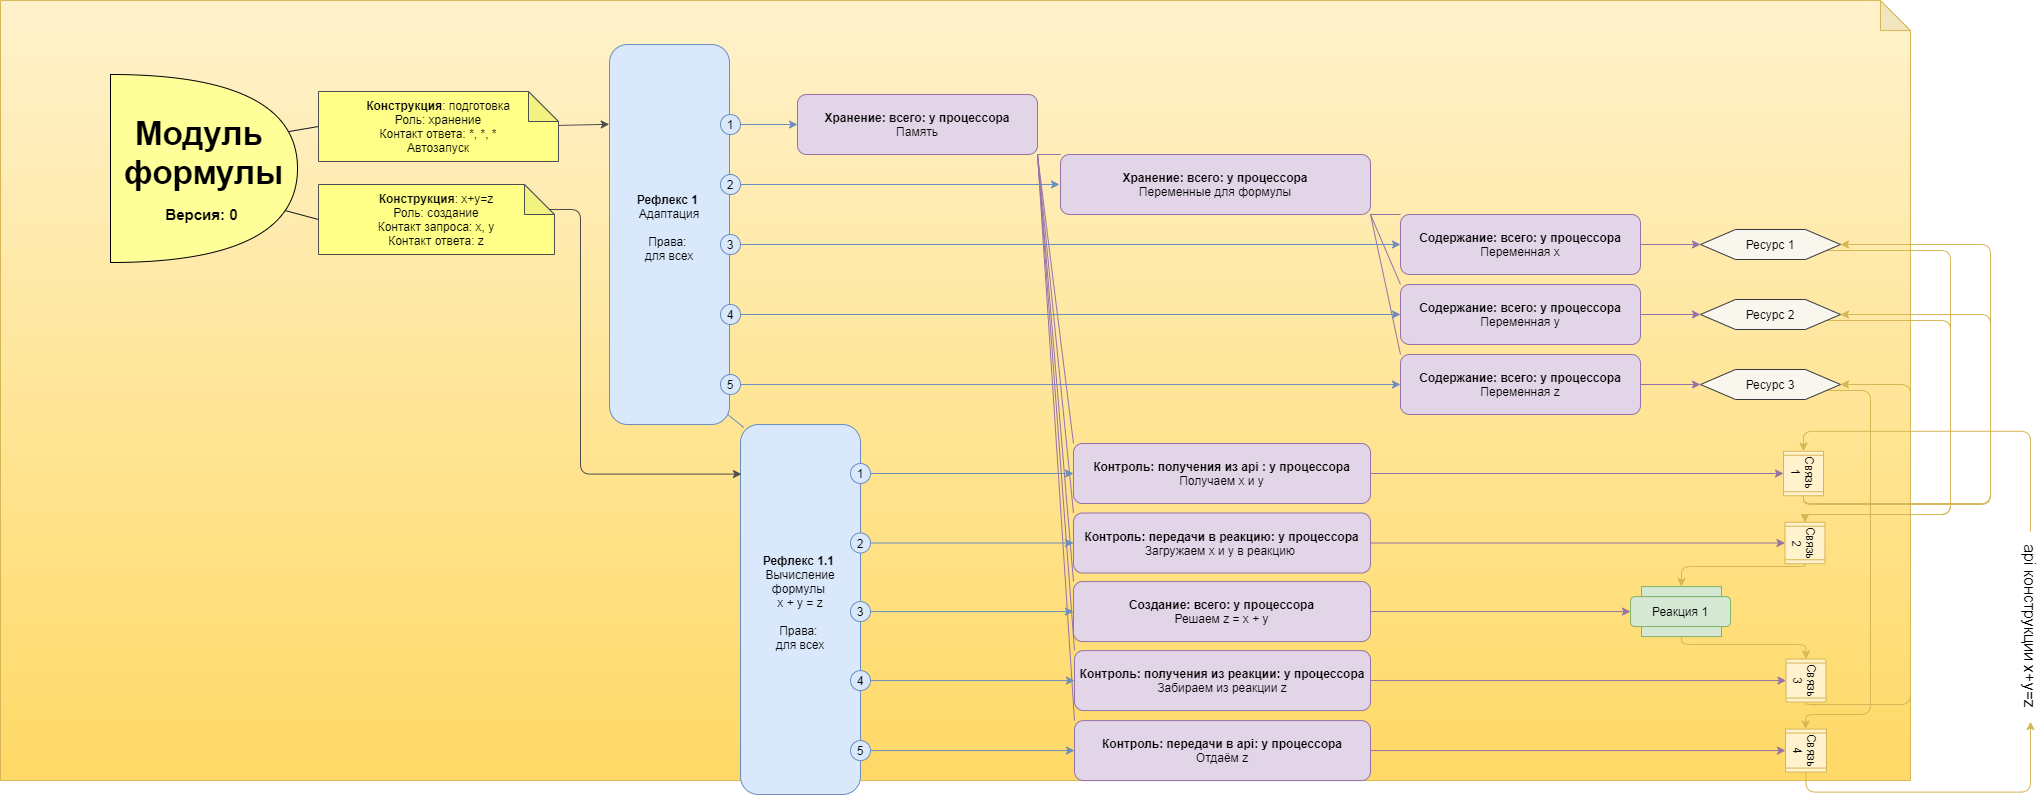 Модуль
формулы
Версия: 0
Конструкция: подготовка
Роль: хранение
Контакт ответа: *, *, *
Автозапуск
Конструкция: x+y=z
Роль: создание
Контакт запроса: x, y
Контакт ответа: z
Рефлекс 1
Адаптация
Права:
для всех
1
2
3
4
5
Хранение: всего: у процессора
Память
Хранение: всего: у процессора
Переменные для формулы
Содержание: всего: у процессора
Переменная x
Ресурс 1
Содержание: всего: у процессора
Переменная y
Ресурс 2
Содержание: всего: у процессора
Переменная z
Ресурс 3
Рефлекс 1.1
Вычисление
формулы
x + y = z
Права:
для всех
1
2
3
4
5
Контроль: получения из api : у процессора
Получаем x и y
Связь
1
Контроль: передачи в реакцию: у процессора
Загружаем x и y в реакцию
Связь
2
Создание: всего: у процессора
Решаем z = x + y
Реакция 1
Контроль: получения из реакции: у процессора
Забираем из реакции z
Связь
3
Контроль: передачи в api: у процессора
Отдаём z
Связь
4
api конструкции x+y=z